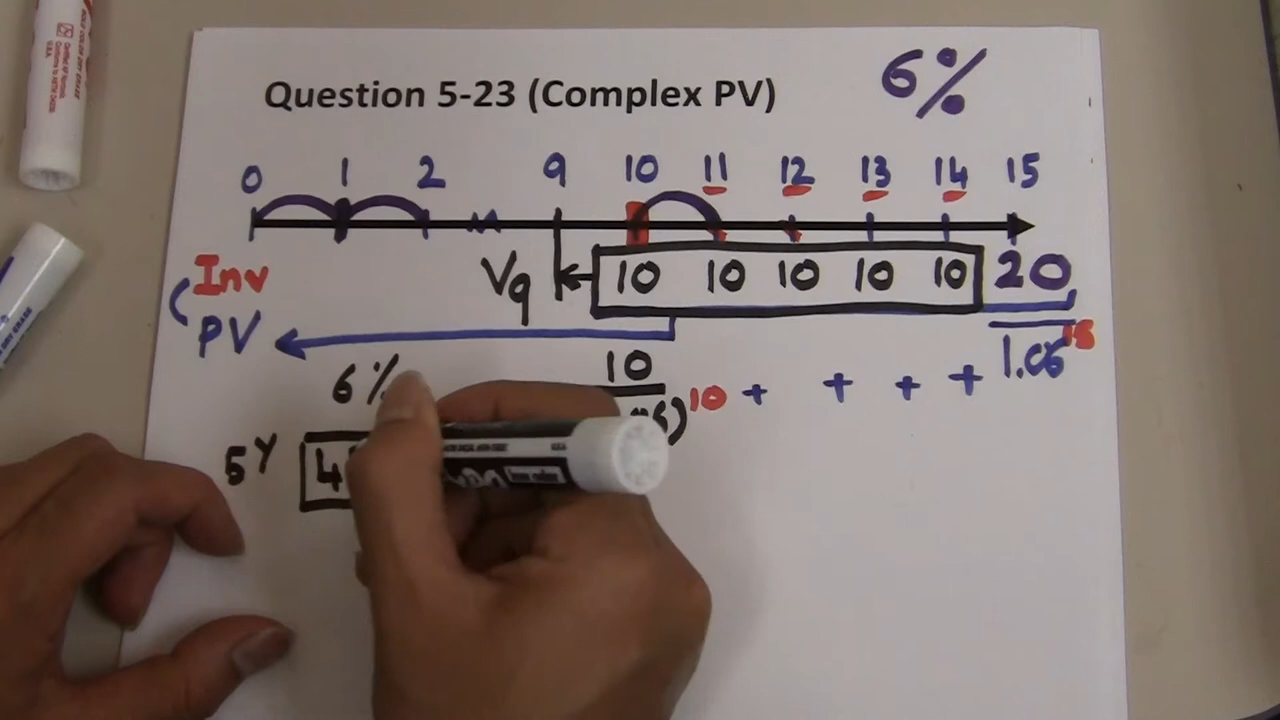 6%
Question 5-23 (Complex PV)
0 1 2 9 10 11 12 13 14 15
Inv V9 10 10 10 10 10 20
PV
6% 10 10 + + + + 1.06 15
5Y